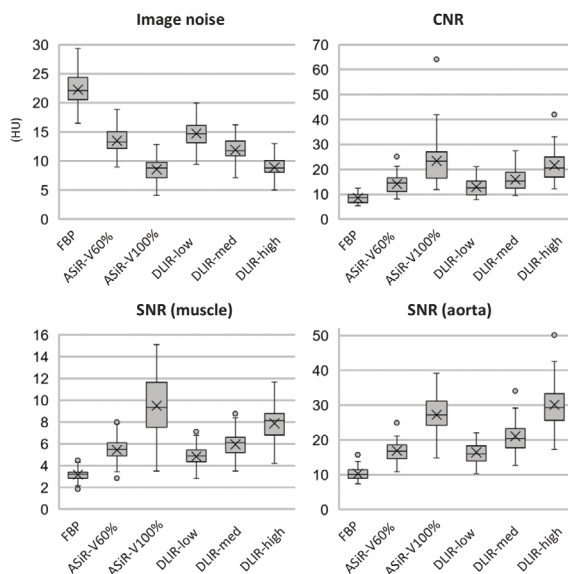 Image noise
30
25
20
15
10
5
0
(HU)
FBP
ASiR-V60%
ASiR-V100%
DLIR-low
DLIR-med
DLIR-high
CNR
70
60
50
40
30
20
10
0
FBP
ASiR-V60%
ASiR-V100%
DLIR-low
DLIR-med
DLIR-high
SNR (muscle)
16
14
12
10
8
6
4
2
0
FBP
ASiR-V60%
ASiR-V100%
DLIR-low
DLIR-med
DLIR-high
SNR (aorta)
50
40
30
20
10
0
FBP
ASiR-V60%
ASiR-V100%
DLIR-low
DLIR-med
DLIR-high